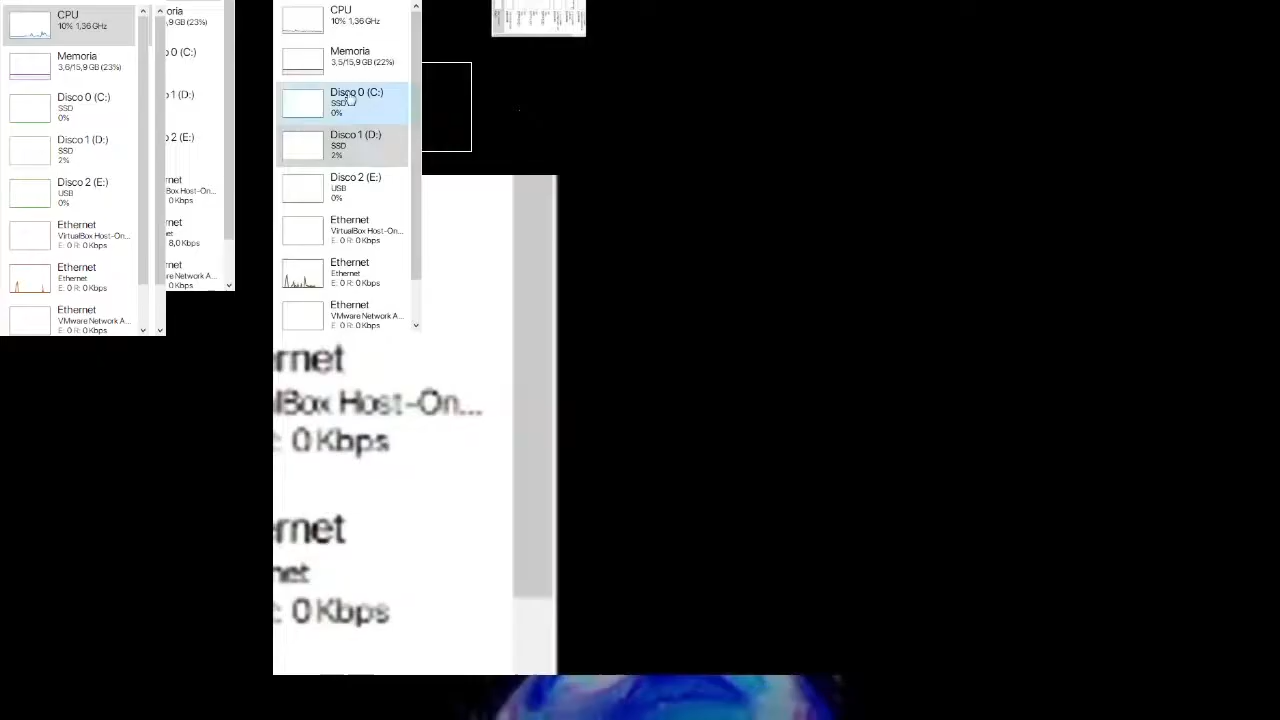 CPU
10% 1,36 GHz
Memoria
3,6/15,9 GB (23%)
Disco 0 (C:)
SSD
0%
Disco 1 (D:)
SSD
2%
Disco 2 (E:)
USB
0%
Ethernet
VirtualBox Host-On...
E: 0 R: 0 Kbps
Ethernet
Ethernet
E: 0 R: 0 Kbps
Ethernet
VMware Network A...
E: 0 R: 0 Kbps
oria
,9 GB (23%)
0 (C:)
1 (D:)
2 (E:)
rnet
Box Host-On...
0 Kbps
rnet
et
8,0 Kbps
rnet
re Network A...
0 Kbps
CPU
10% 1,36 GHz
Memoria
3,5/15,9 GB (22%)
Disco 0 (C:)
SSD
0%
Disco 1 (D:)
SSD
2%
Disco 2 (E:)
USB
0%
Ethernet
VirtualBox Host-On...
E: 0 R: 0 Kbps
Ethernet
Ethernet
E: 0 R: 0 Kbps
Ethernet
VMware Network A...
E: 0 R: 0 Kbps
ernet
lBox Host-On...
: 0 Kbps
ernet
net
: 0 Kbps